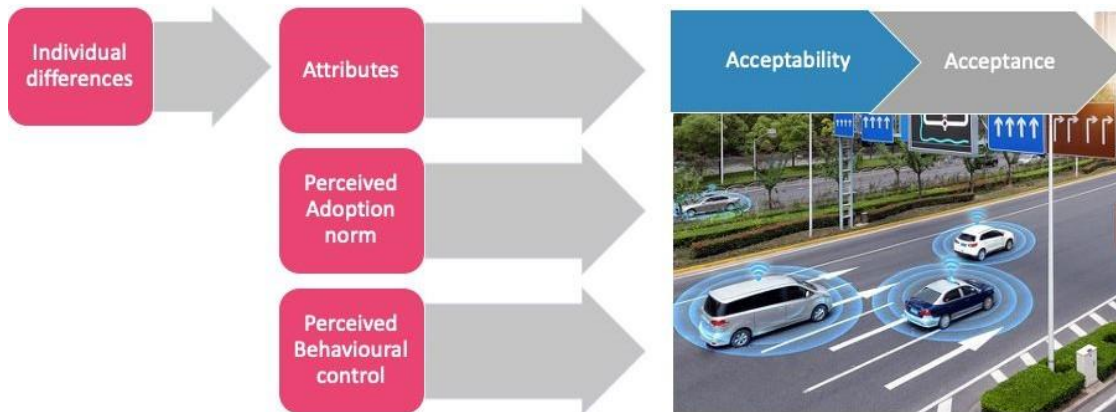 Individual
differences
Attributes
Acceptability
Acceptance
Perceived
Adoption
norm
Perceived
Behavioural
control